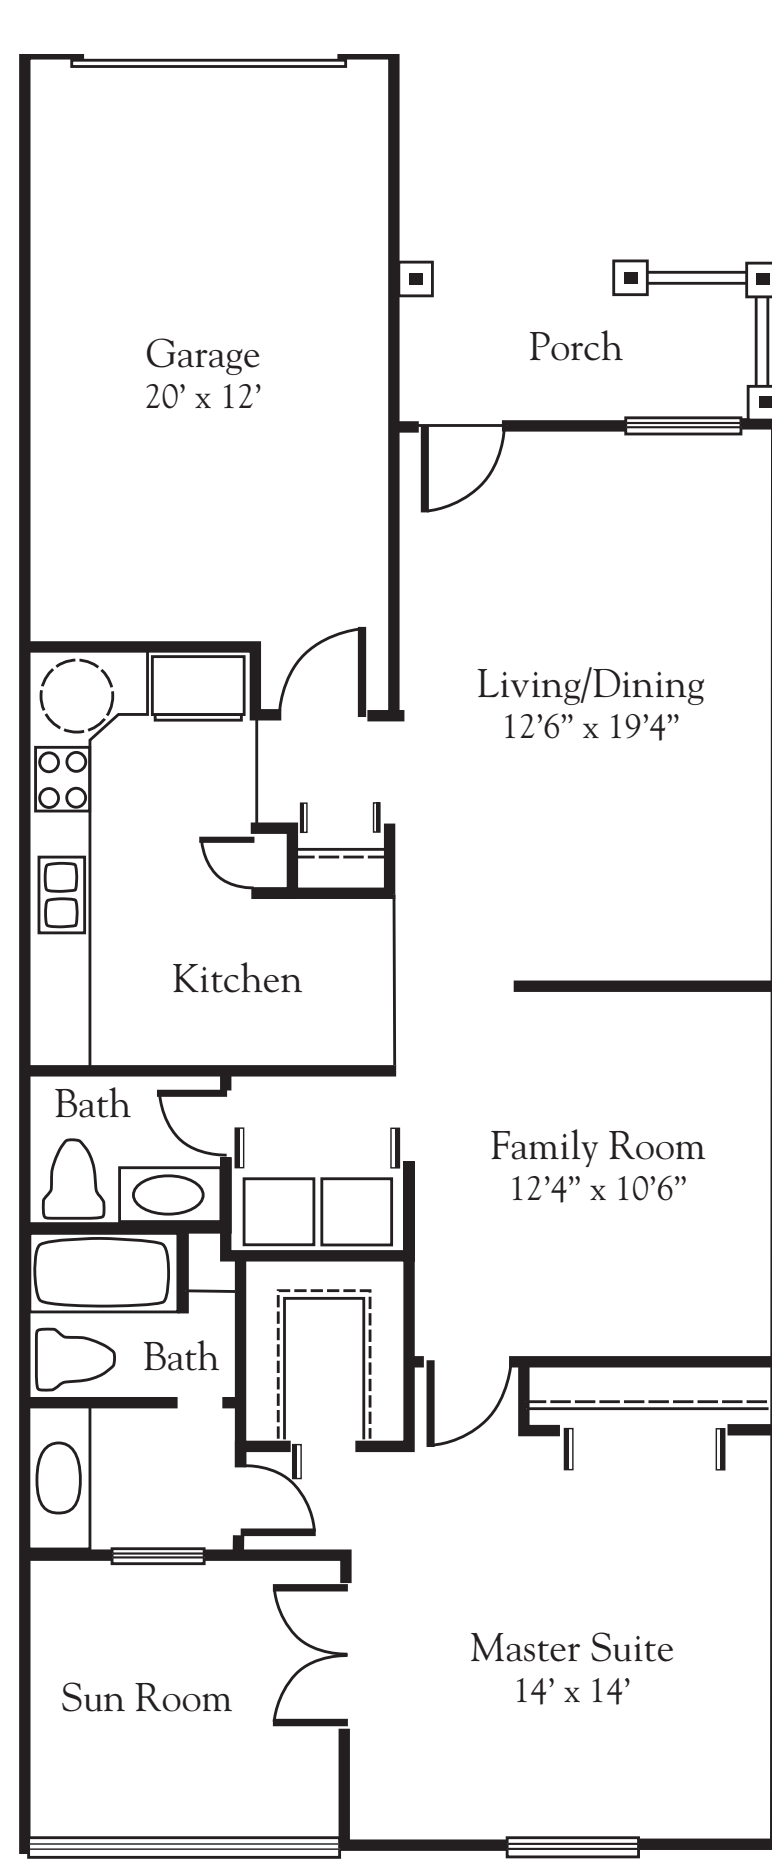 Garage
20’ x 12’
Porch
Living/Dining
12’6” x 19’4”
Kitchen
Bath
Family Room
12’4” x 10’6”
Bath
Master Suite
14’ x 14’
Sun Room